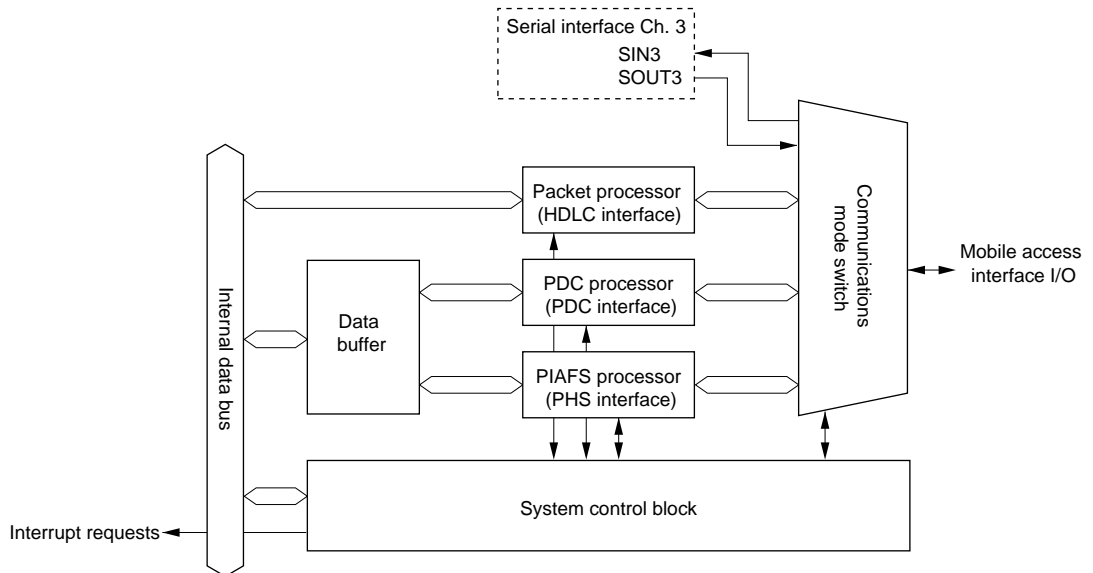 Serial interface Ch. 3
SIN3
SOUT3
Packet processor
(HDLC interface)
Communications
mode switch
Mobile access
interface I/O
PDC processor
(PDC interface)
Internal data bus
Data
buffer
PIAFS processor
(PHS interface)
System control block
Interrupt requests